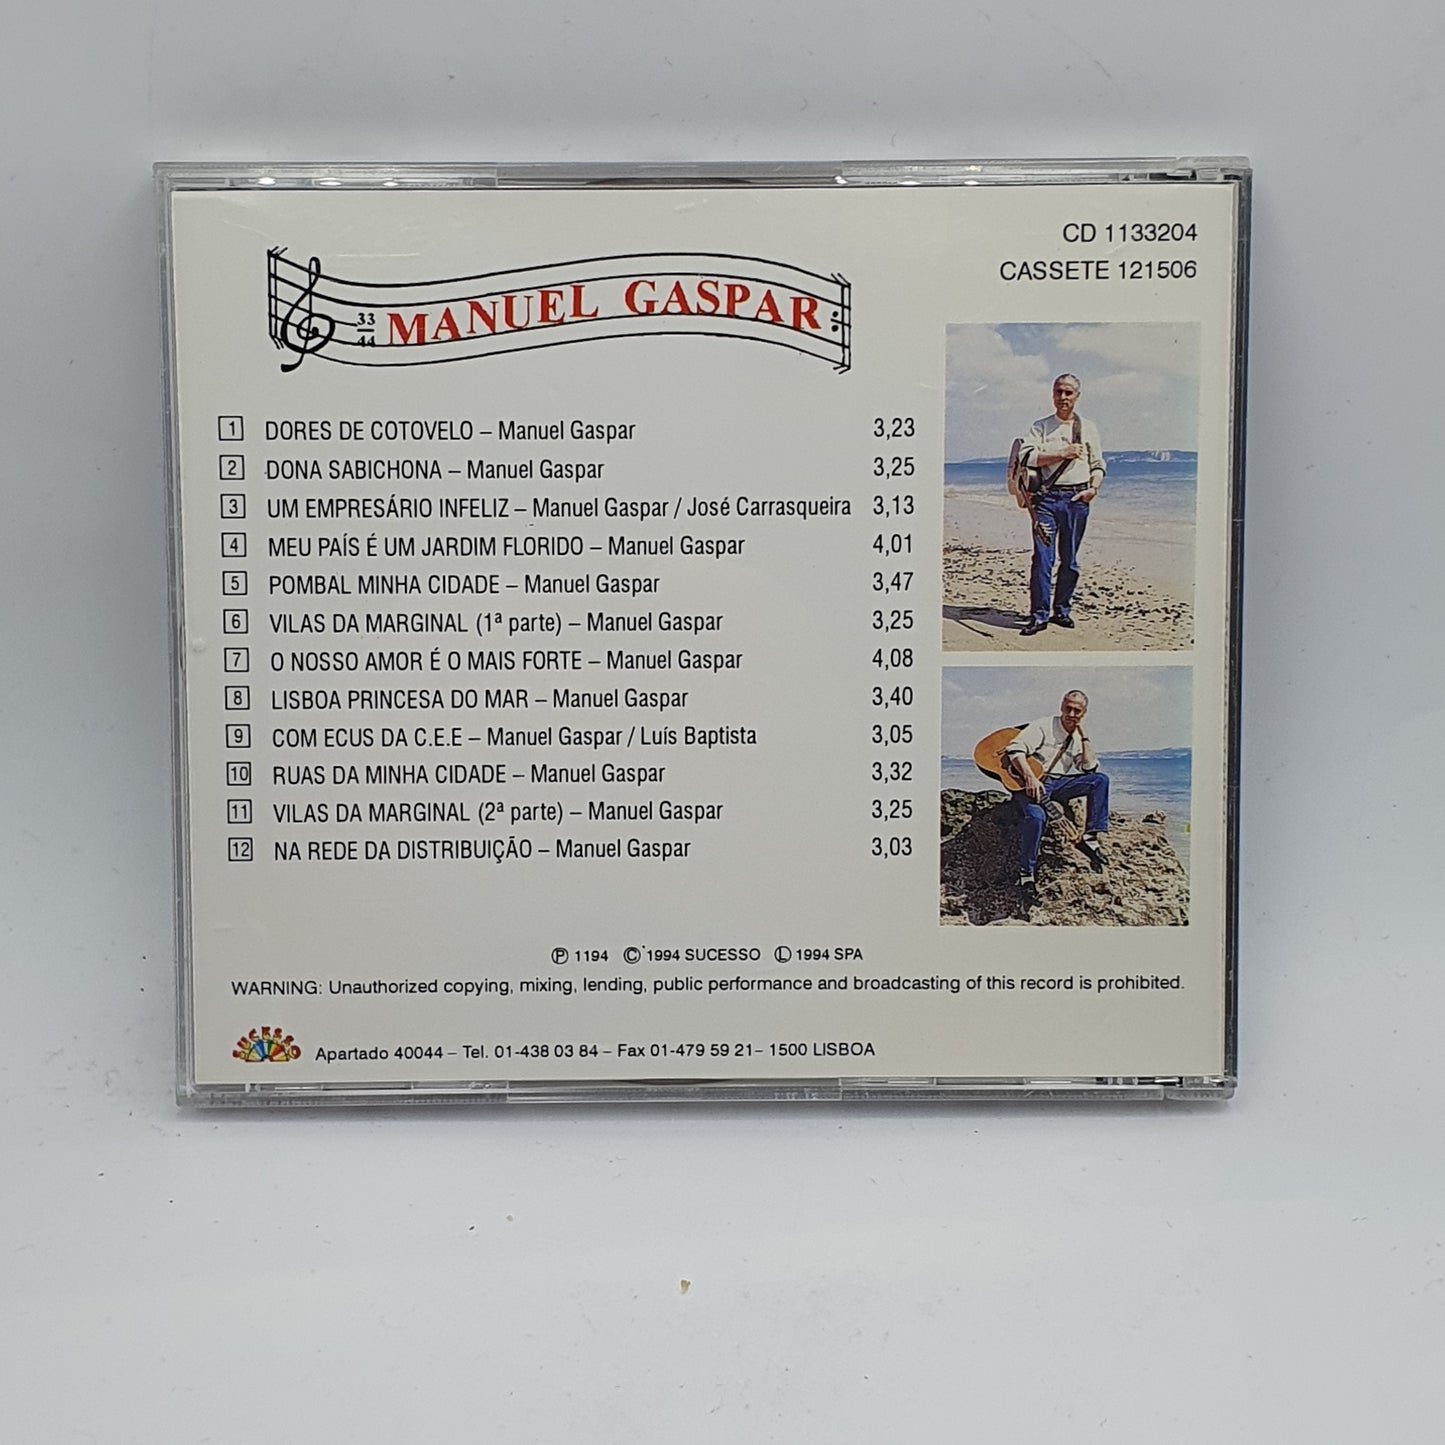 CD 1133204
CASSETE 121506
33
44
MANUEL GASPAR
1 DORES DE COTOVELO – Manuel Gaspar 3,23
2 DONA SABICHONA – Manuel Gaspar 3,25
3 UM EMPRESÁRIO INFELIZ – Manuel Gaspar / José Carrasqueira 3,13
4 MEU PAÍS É UM JARDIM FLORIDO – Manuel Gaspar 4,01
5 POMBAL MINHA CIDADE – Manuel Gaspar 3,47
6 VILAS DA MARGINAL (1ª parte) – Manuel Gaspar 3,25
7 O NOSSO AMOR É O MAIS FORTE – Manuel Gaspar 4,08
8 LISBOA PRINCESA DO MAR – Manuel Gaspar 3,40
9 COM ECUS DA C.E.E – Manuel Gaspar / Luís Baptista 3,05
10 RUAS DA MINHA CIDADE – Manuel Gaspar 3,32
11 VILAS DA MARGINAL (2ª parte) – Manuel Gaspar 3,25
12 NA REDE DA DISTRIBUIÇÃO – Manuel Gaspar 3,03
Ⓟ 1194 Ⓒ 1994 SUCESSO Ⓛ 1994 SPA
WARNING: Unauthorized copying, mixing, lending, public performance and broadcasting of this record is prohibited.
SUCESSO
Apartado 40044 – Tel. 01-438 03 84 – Fax 01-479 59 21– 1500 LISBOA